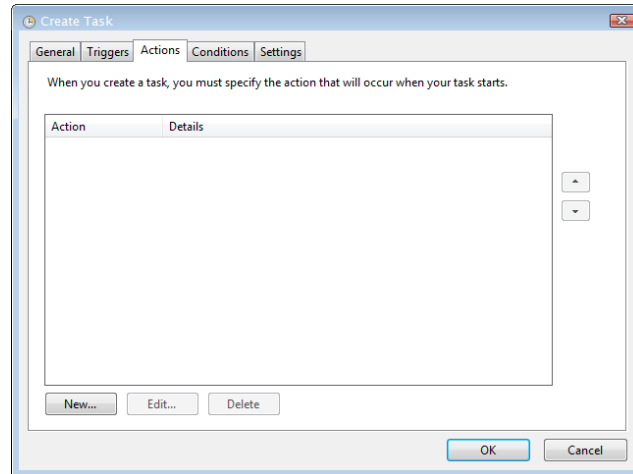 Create Task
General Triggers Actions Conditions Settings
When you create a task, you must specify the action that will occur when your task starts.
Action Details
New... Edit... Delete
OK Cancel